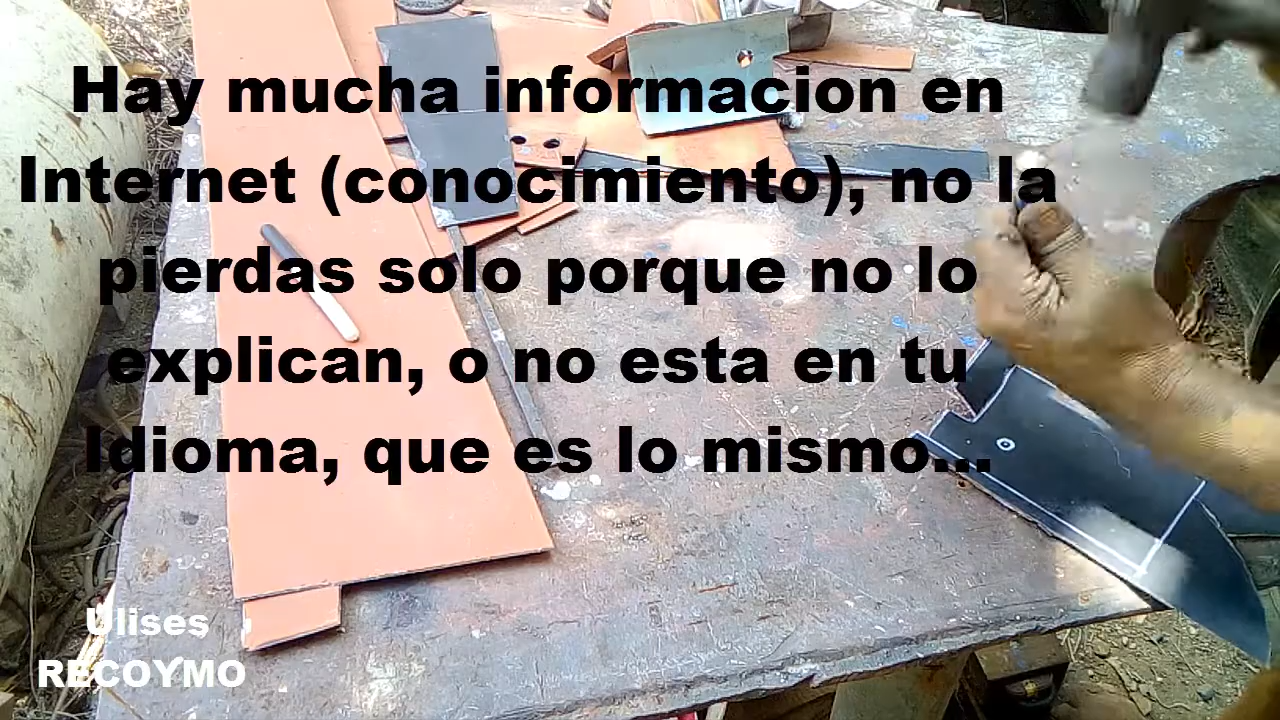 Hay mucha informacion en
Internet (conocimiento), no la
pierdas solo porque no lo
explican, o no esta en tu
Idioma, que es lo mismo...
Ulises
RECOYMO